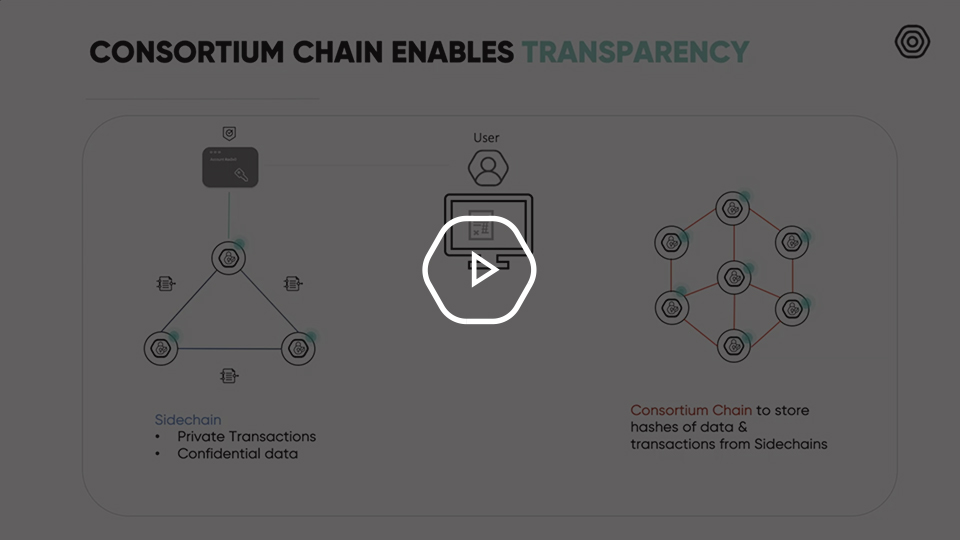 CONSORTIUM CHAIN ENABLES TRANSPARENCY
User
Sidechain
• Private Transactions
• Confidential data
Consortium Chain to store
hashes of data &
transactions from Sidechains